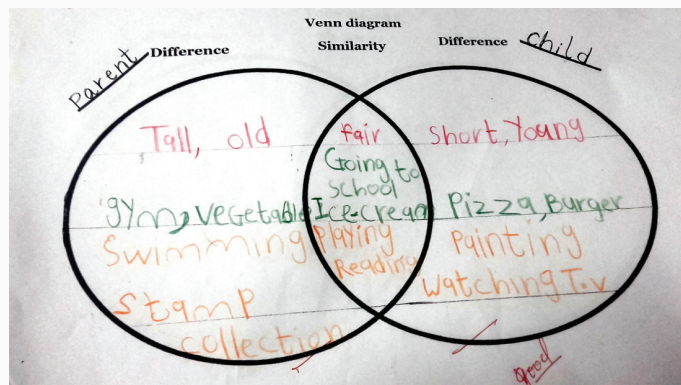 Venn diagram
Parent Difference Similarity Difference Child
Tall, old fair Short, Young
Going to
School
gym, vegetable Ice-cream Pizza, Burger
Swimming Playing Painting
Reading
Stamp Watching T.v
collection
good